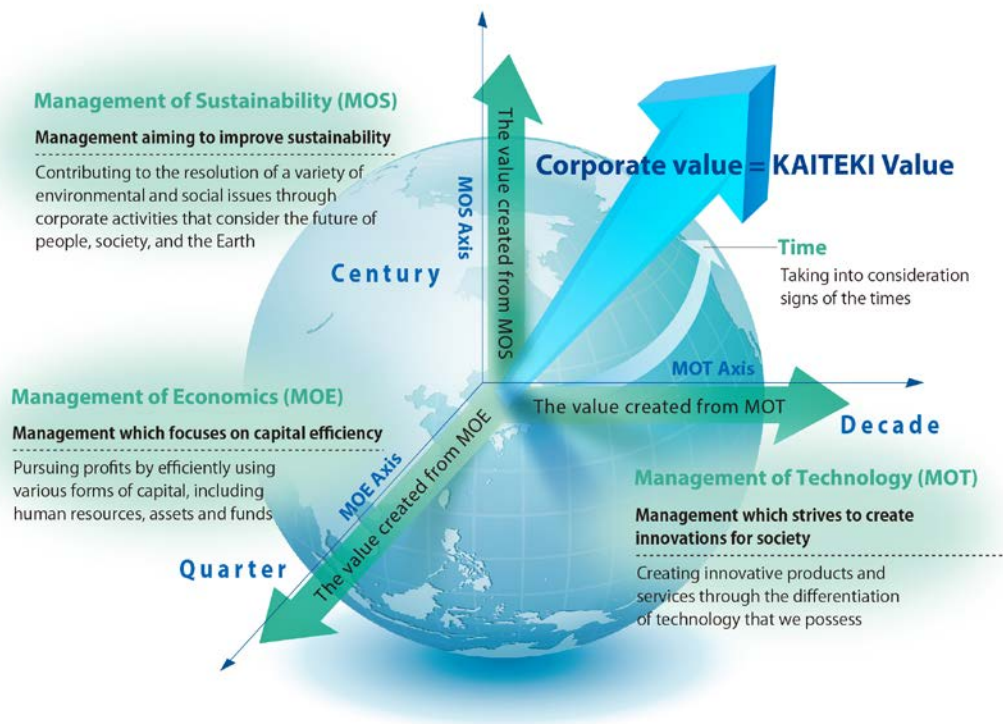 Management of Sustainability (MOS)
Management aiming to improve sustainability
Contributing to the resolution of a variety of
environmental and social issues through
corporate activities that consider the future of
people, society, and the Earth
Century
MOS Axis
The value created from MOS
Corporate value = KAITEKI Value
Time
Taking into consideration
signs of the times
MOT Axis
The value created from MOT
Decade
Management of Economics (MOE)
Management which focuses on capital efficiency
Pursuing profits by efficiently using
various forms of capital, including
human resources, assets and funds
MOE Axis
The value created from MOE
Quarter
Management of Technology (MOT)
Management which strives to create
innovations for society
Creating innovative products and
services through the differentiation
of technology that we possess